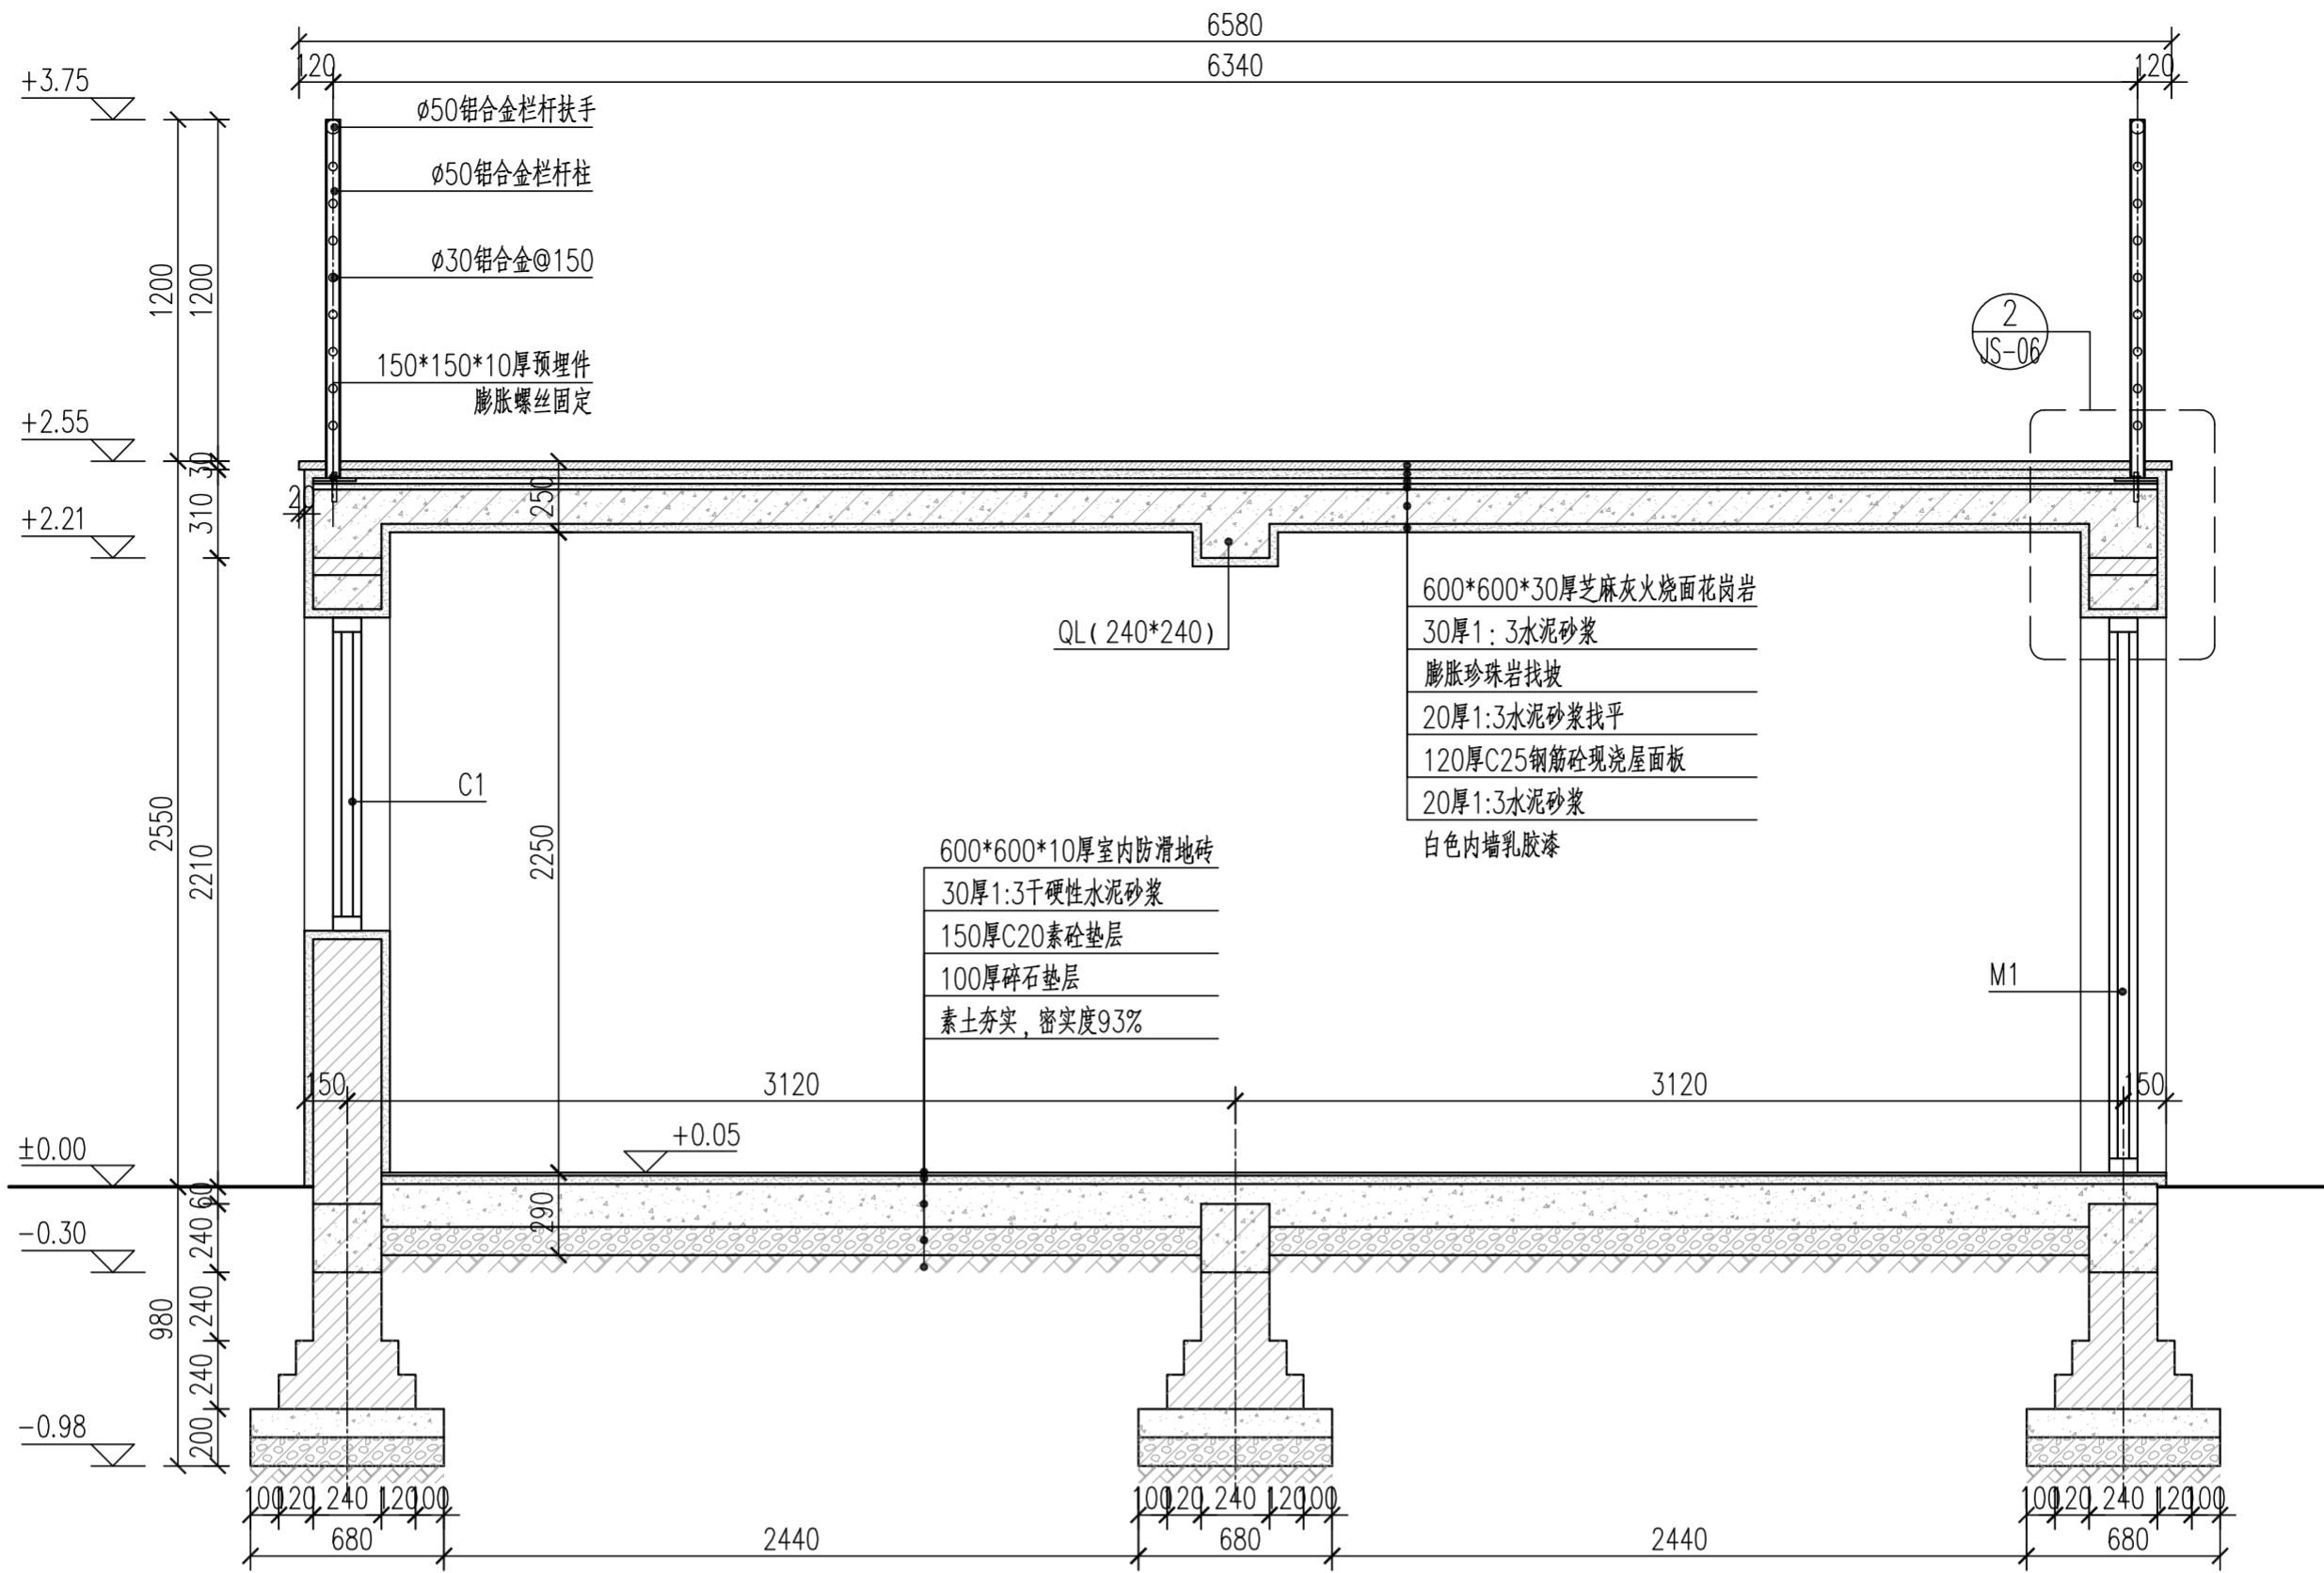 6580
120
6340
120
+3.75
ø50铝合金栏杆扶手
ø50铝合金栏杆柱
ø30铝合金@150
1200
1200
150*150*10厚预埋件
膨胀螺丝固定
2
JS-06
+2.55
30
310
20
250
+2.21
QL(240*240)
600*600*30厚芝麻灰火烧面花岗岩
30厚1:3水泥砂浆
膨胀珍珠岩找坡
20厚1:3水泥砂浆找平
120厚C25钢筋砼现浇屋面板
20厚1:3水泥砂浆
白色内墙乳胶漆
C1
2550
2210
2250
600*600*10厚室内防滑地砖
30厚1:3干硬性水泥砂浆
150厚C20素砼垫层
100厚碎石垫层
素土夯实,密实度93%
M1
150
3120
3120
150
+0.05
±0.00
60
240
290
-0.30
980
240
240
200
-0.98
100
120
240
120
100
100
120
240
120
100
100
120
240
120
100
680
2440
680
2440
680